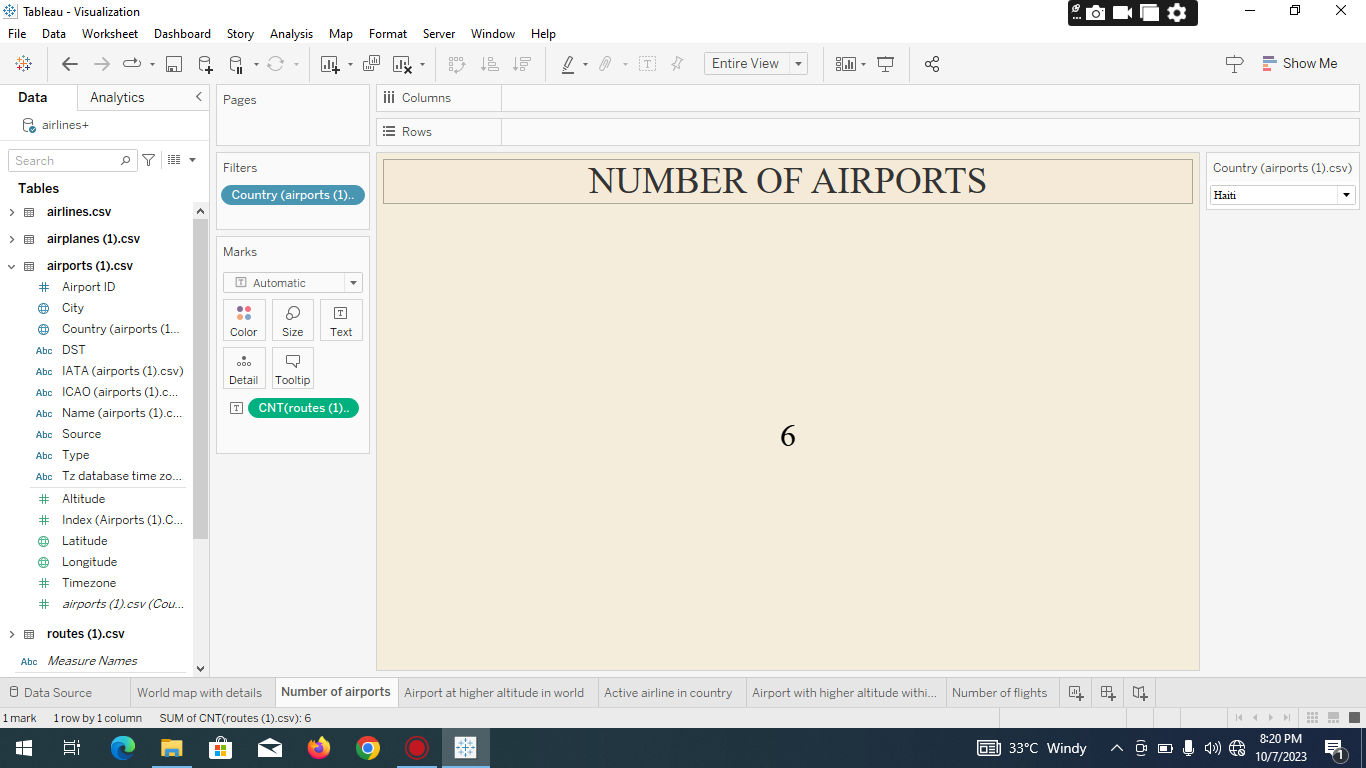 Tableau - Visualization
File Data Worksheet Dashboard Story Analysis Map Format Server Window Help
Entire View
Show Me
Data Analytics
airlines+
Search
Tables
airlines.csv
airplanes (1).csv
airports (1).csv
Airport ID
City
Country (airports (1...
Abc DST
Abc IATA (airports (1).csv)
Abc ICAO (airports (1).c...
Abc Name (airports (1).c...
Abc Source
Abc Type
Abc Tz database time zo...
Altitude
Index (Airports (1).C...
Latitude
Longitude
Timezone
airports (1).csv (Cou...
routes (1).csv
Abc Measure Names
Pages
Filters
Country (airports (1)..
Marks
T Automatic
Color Size Text
Detail Tooltip
T CNT(routes (1)..
Columns
Rows
NUMBER OF AIRPORTS
6
Country (airports (1).csv)
Haiti
Data Source World map with details Number of airports Airport at higher altitude in world Active airline in country Airport with higher altitude withi... Number of flights
1 mark 1 row by 1 column SUM of CNT(routes (1).csv): 6
33°C Windy
8:20 PM
10/7/2023
1